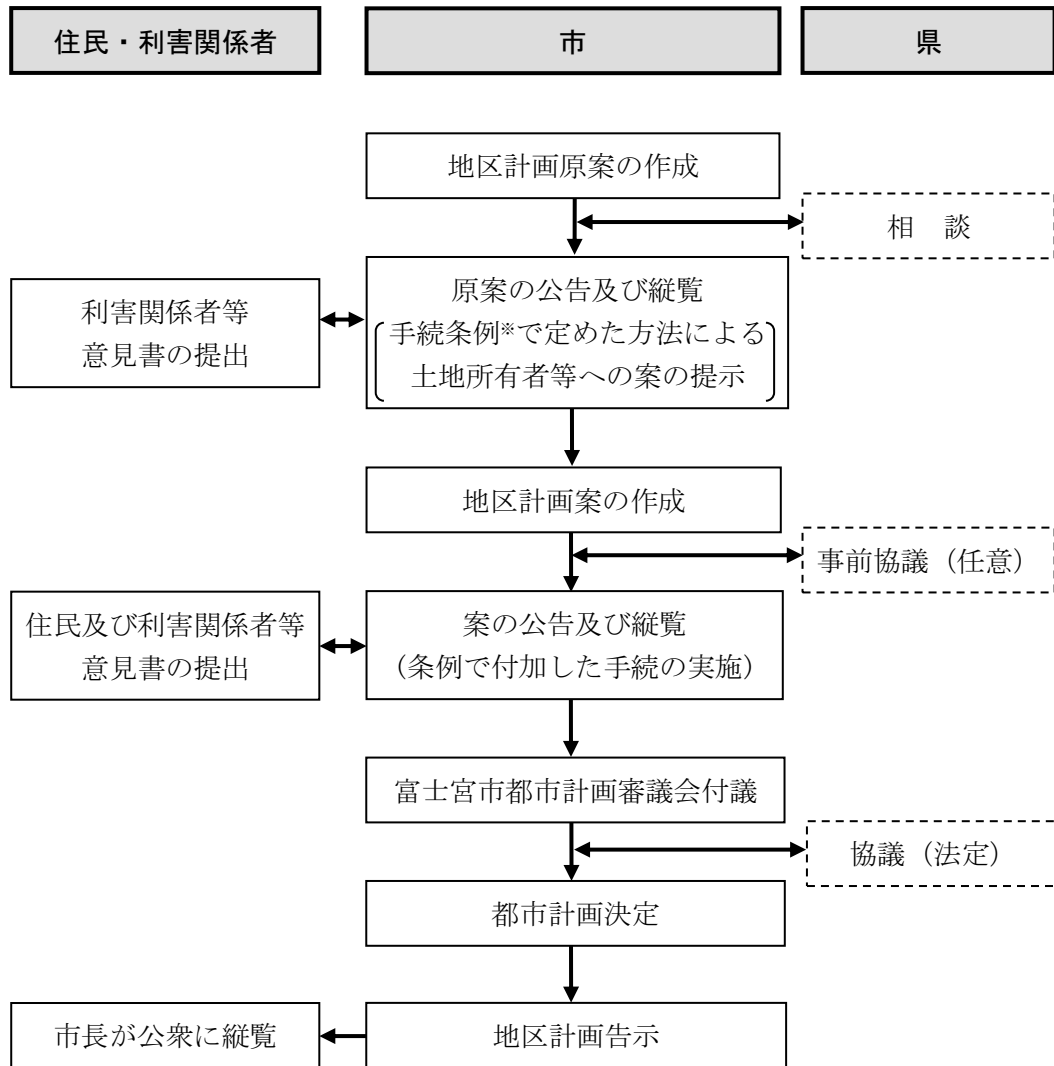 住民・利害関係者
市
県
地区計画原案の作成
相　談
原案の公告及び縦覧
手続条例※で定めた方法による
土地所有者等への案の提示
利害関係者等
意見書の提出
地区計画案の作成
事前協議（任意）
案の公告及び縦覧
（条例で付加した手続の実施）
住民及び利害関係者等
意見書の提出
富士宮市都市計画審議会付議
協議（法定）
都市計画決定
地区計画告示
市長が公衆に縦覧